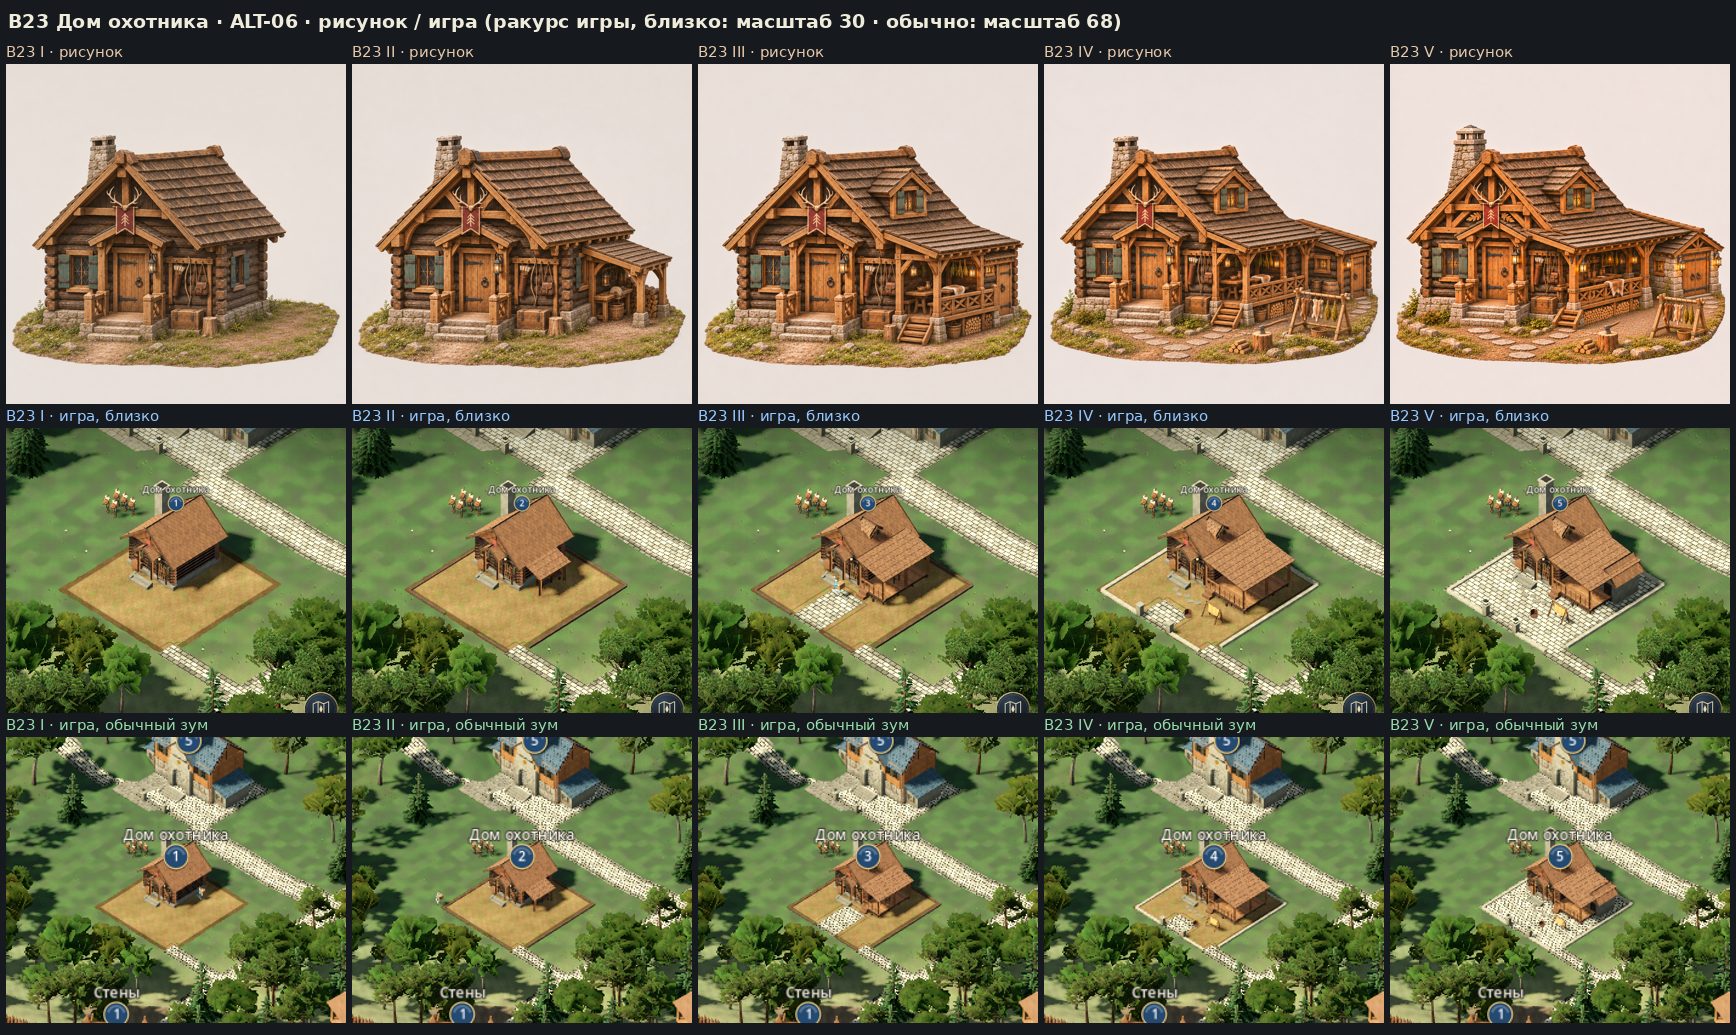 B23 Дом охотника · ALT-06 · рисунок / игра (ракурс игры, близко: масштаб 30 · обычно: масштаб 68)
B23 I · рисунок
B23 II · рисунок
B23 III · рисунок
B23 IV · рисунок
B23 V · рисунок
B23 I · игра, близко
B23 II · игра, близко
B23 III · игра, близко
B23 IV · игра, близко
B23 V · игра, близко
Дом охотника
1
Дом охотника
2
Дом охотника
3
Дом охотника
4
Дом охотника
5
B23 I · игра, обычный зум
B23 II · игра, обычный зум
B23 III · игра, обычный зум
B23 IV · игра, обычный зум
B23 V · игра, обычный зум
5
5
5
5
5
Дом охотника
1
Дом охотника
2
Дом охотника
3
Дом охотника
4
Дом охотника
5
Стены
1
Стены
1
Стены
1
Стены
1
Стены
1